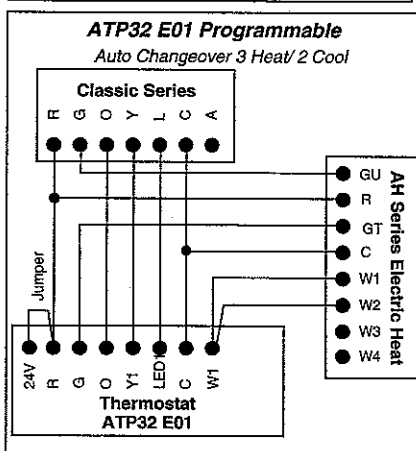 ATP32 E01 Programmable
Auto Changeover 3 Heat/ 2 Cool
Classic Series
R G O Y L C A
GU
R
GT
C
W1
W2
W3
W4
AH Series Electric Heat
Jumper
24V R G O Y1 LED1 C W1
Thermostat
ATP32 E01